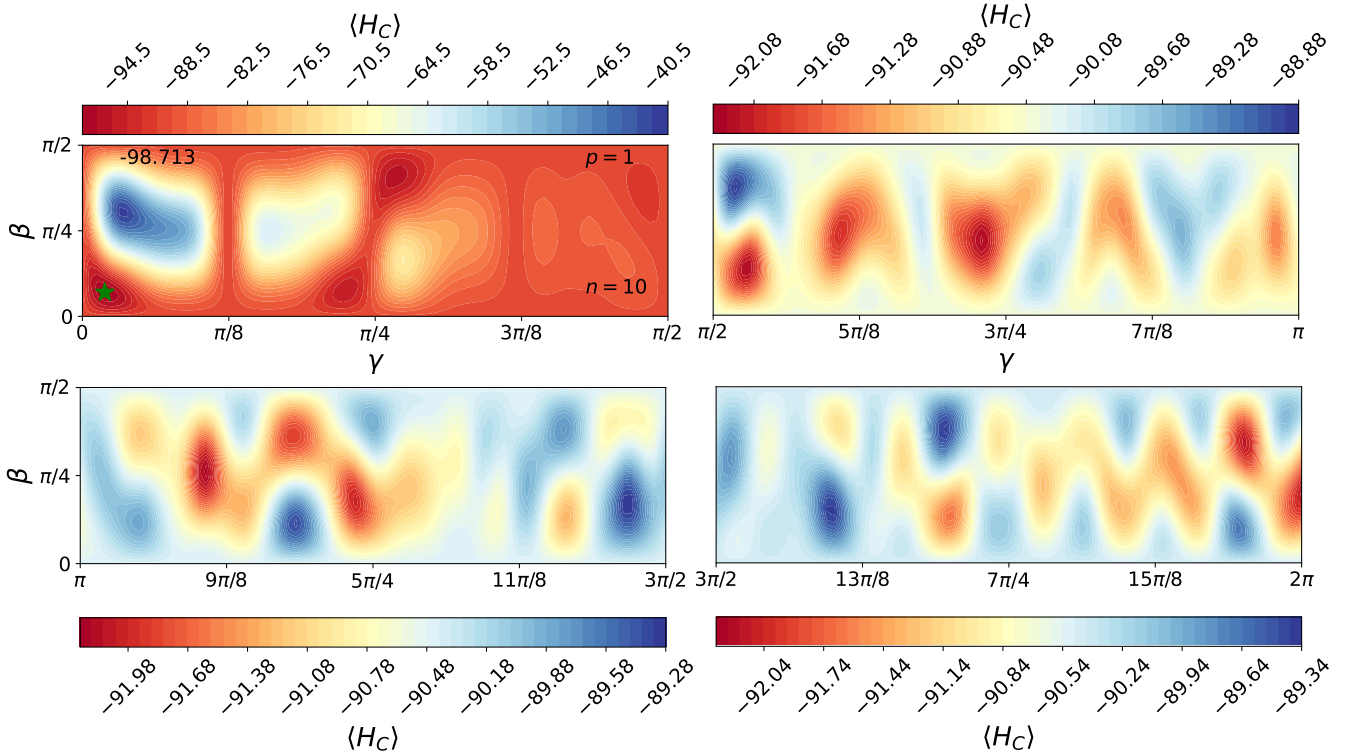 ⟨H_C⟩
−94.5 −88.5 −82.5 −76.5 −70.5 −64.5 −58.5 −52.5 −46.5 −40.5
π/2
π/4
0
β
-98.713
p = 1
n = 10
0 π/8 π/4 3π/8 π/2
γ
⟨H_C⟩
−92.08 −91.68 −91.28 −90.88 −90.48 −90.08 −89.68 −89.28 −88.88
π/2 5π/8 3π/4 7π/8 π
γ
π/2
π/4
0
β
π 9π/8 5π/4 11π/8 3π/2
−91.98 −91.68 −91.38 −91.08 −90.78 −90.48 −90.18 −89.88 −89.58 −89.28
⟨H_C⟩
3π/2 13π/8 7π/4 15π/8 2π
−92.04 −91.74 −91.44 −91.14 −90.84 −90.54 −90.24 −89.94 −89.64 −89.34
⟨H_C⟩